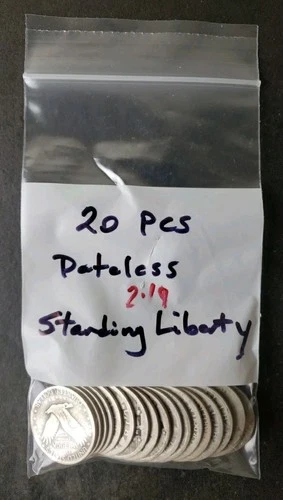 20 Pcs
Dateless
2.19
Standing Liberty